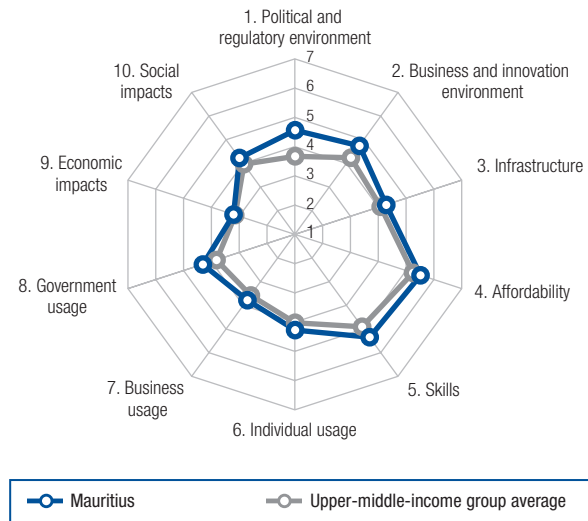 1. Political and
regulatory environment
7
6
5
4
3
2
1
2. Business and innovation
environment
3. Infrastructure
4. Affordability
5. Skills
6. Individual usage
7. Business
usage
8. Government
usage
9. Economic
impacts
10. Social
impacts
Mauritius
Upper-middle-income group average